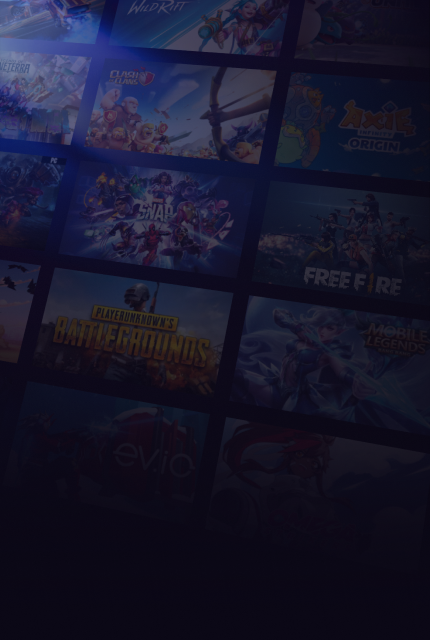 WILD RIFT
CLASH
OF
CLANS
AXIE
ORIGIN
SNAP
FREE FIRE
PLAYERUNKNOWN'S
BATTLEGROUNDS
MOBILE
LEGENDS
evio